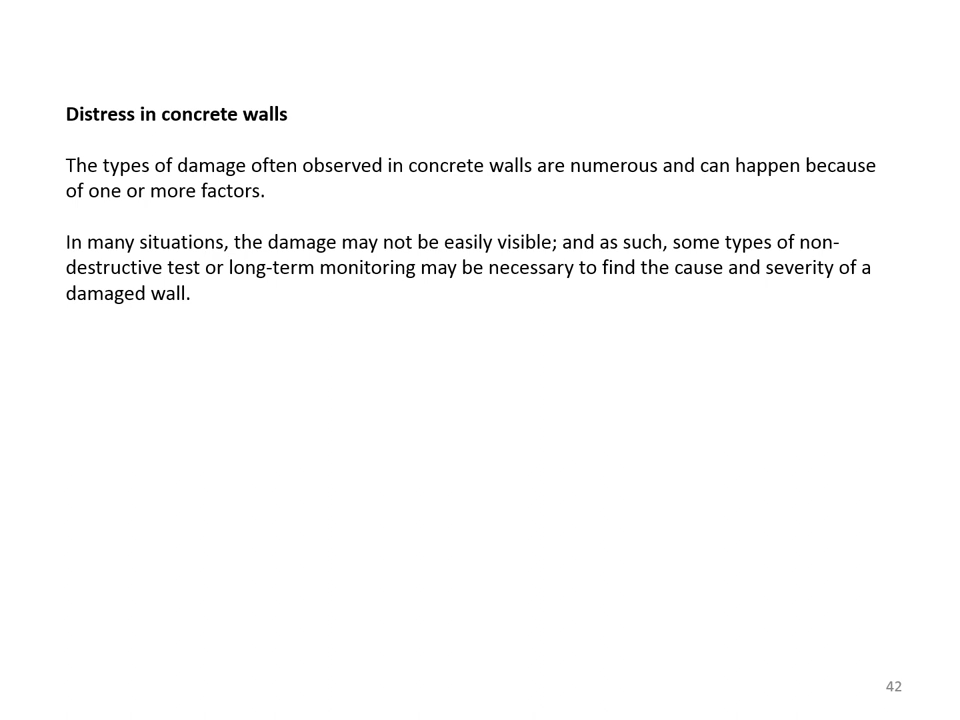 Distress in concrete walls
The types of damage often observed in concrete walls are numerous and can happen because
of one or more factors.
In many situations, the damage may not be easily visible; and as such, some types of non-
destructive test or long-term monitoring may be necessary to find the cause and severity of a
damaged wall.
42